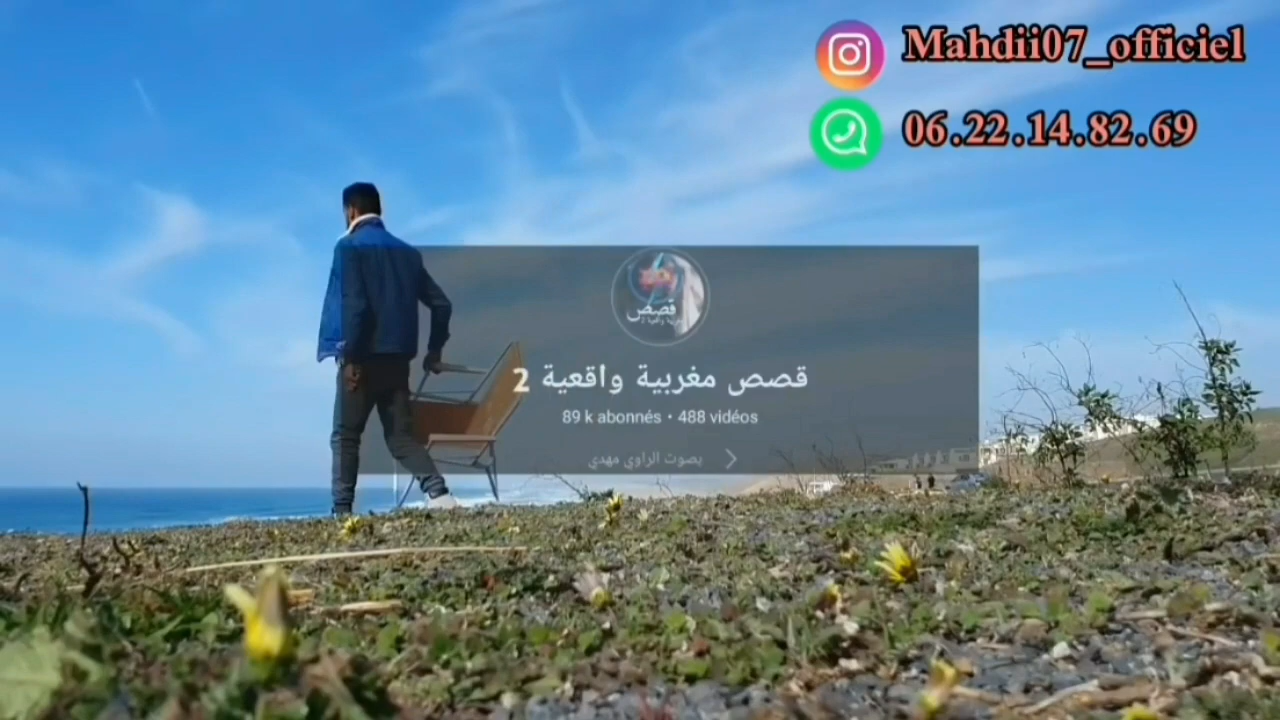 Mahdii07_officiel
06.22.14.82.69
قصص
قصص مغربية واقعية 2
89 k abonnés • 488 vidéos
بصوت الراوي مهدي